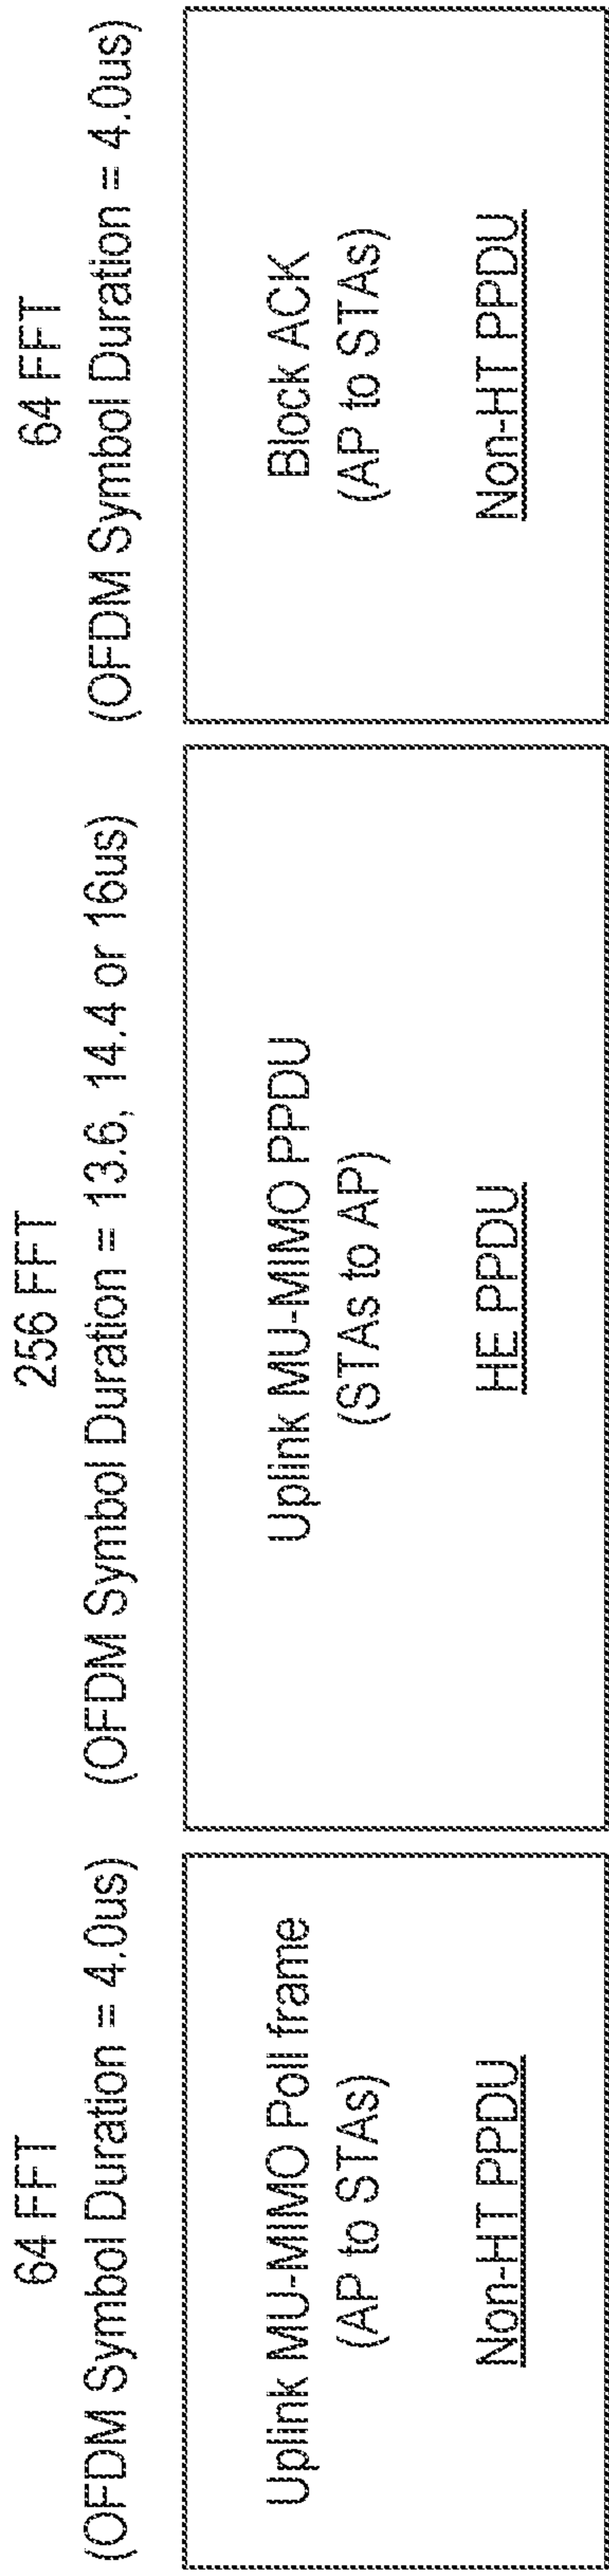 64 FFT
(OFDM Symbol Duration = 4.0us)
Uplink MU-MIMO Poll frame
(AP to STAs)
Non-HT PPDU
256 FFT
(OFDM Symbol Duration = 13.6, 14.4 or 16us)
Uplink MU-MIMO PPDU
(STAs to AP)
HE PPDU
64 FFT
(OFDM Symbol Duration = 4.0us)
Block ACK
(AP to STAs)
Non-HT PPDU